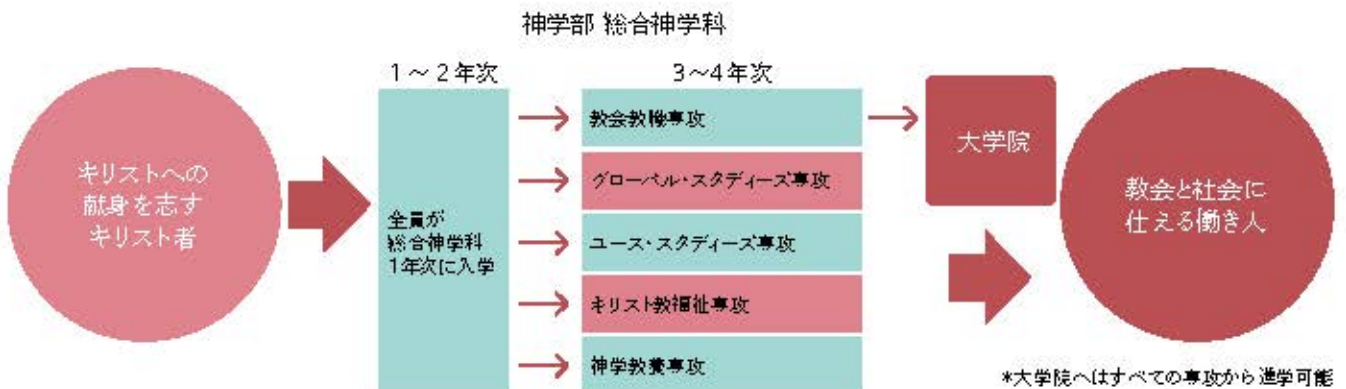 神学部 総合神学科
キリストへの
献身を志す
キリスト者
1～2年次
全員が
総合神学科
1年次に入学
3～4年次
教会教職専攻
グローバル・スタディーズ専攻
ユース・スタディーズ専攻
キリスト教福祉専攻
神学教養専攻
大学院
教会と社会に
仕える働き人
*大学院へはすべての専攻から進学可能